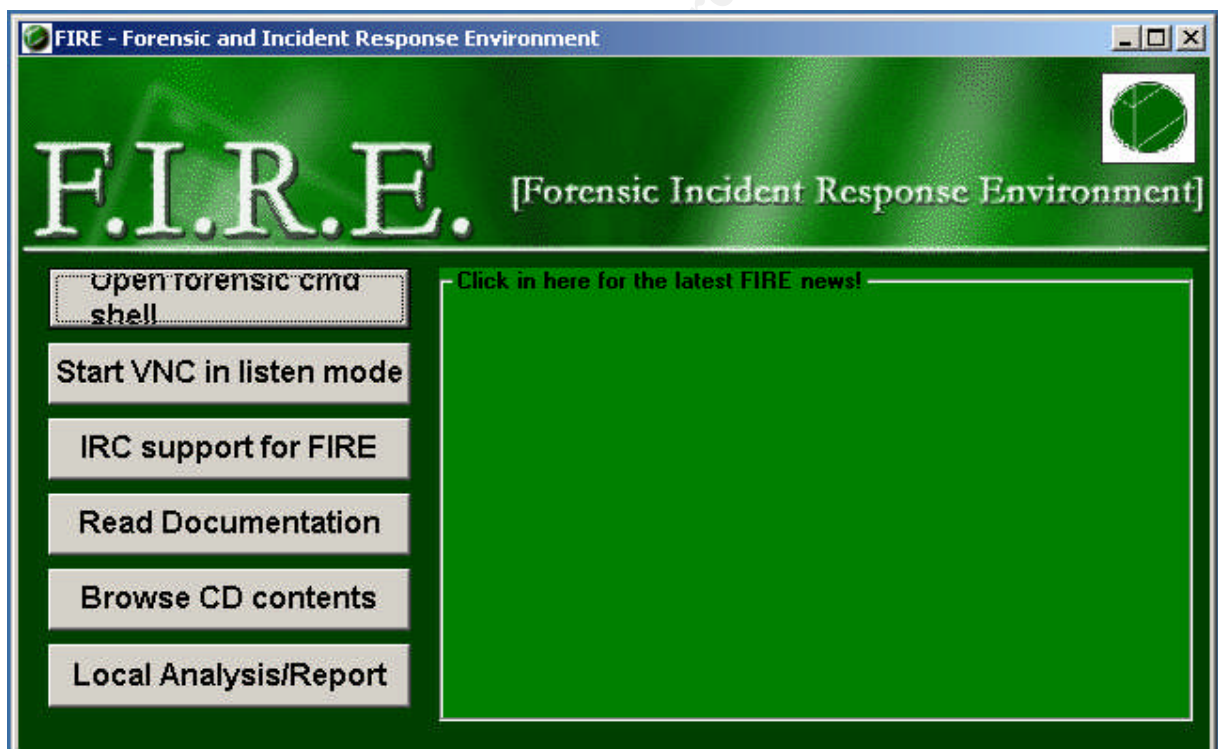 FIRE - Forensic and Incident Response Environment
F.I.R.E.
[Forensic Incident Response Environment]
Open forensic cmd
shell
Click in here for the latest FIRE news!
Start VNC in listen mode
IRC support for FIRE
Read Documentation
Browse CD contents
Local Analysis/Report